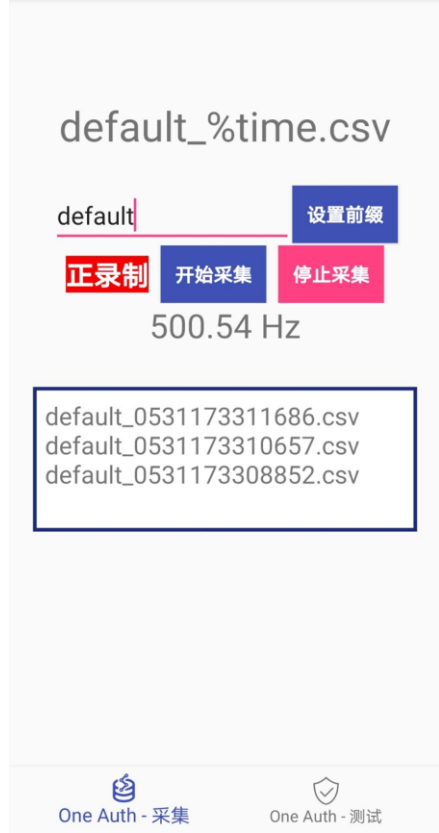 default_%time.csv
default 设置前缀
正录制 开始采集 停止采集
500.54 Hz
default_0531173311686.csv
default_0531173310657.csv
default_0531173308852.csv
One Auth - 采集 One Auth - 测试